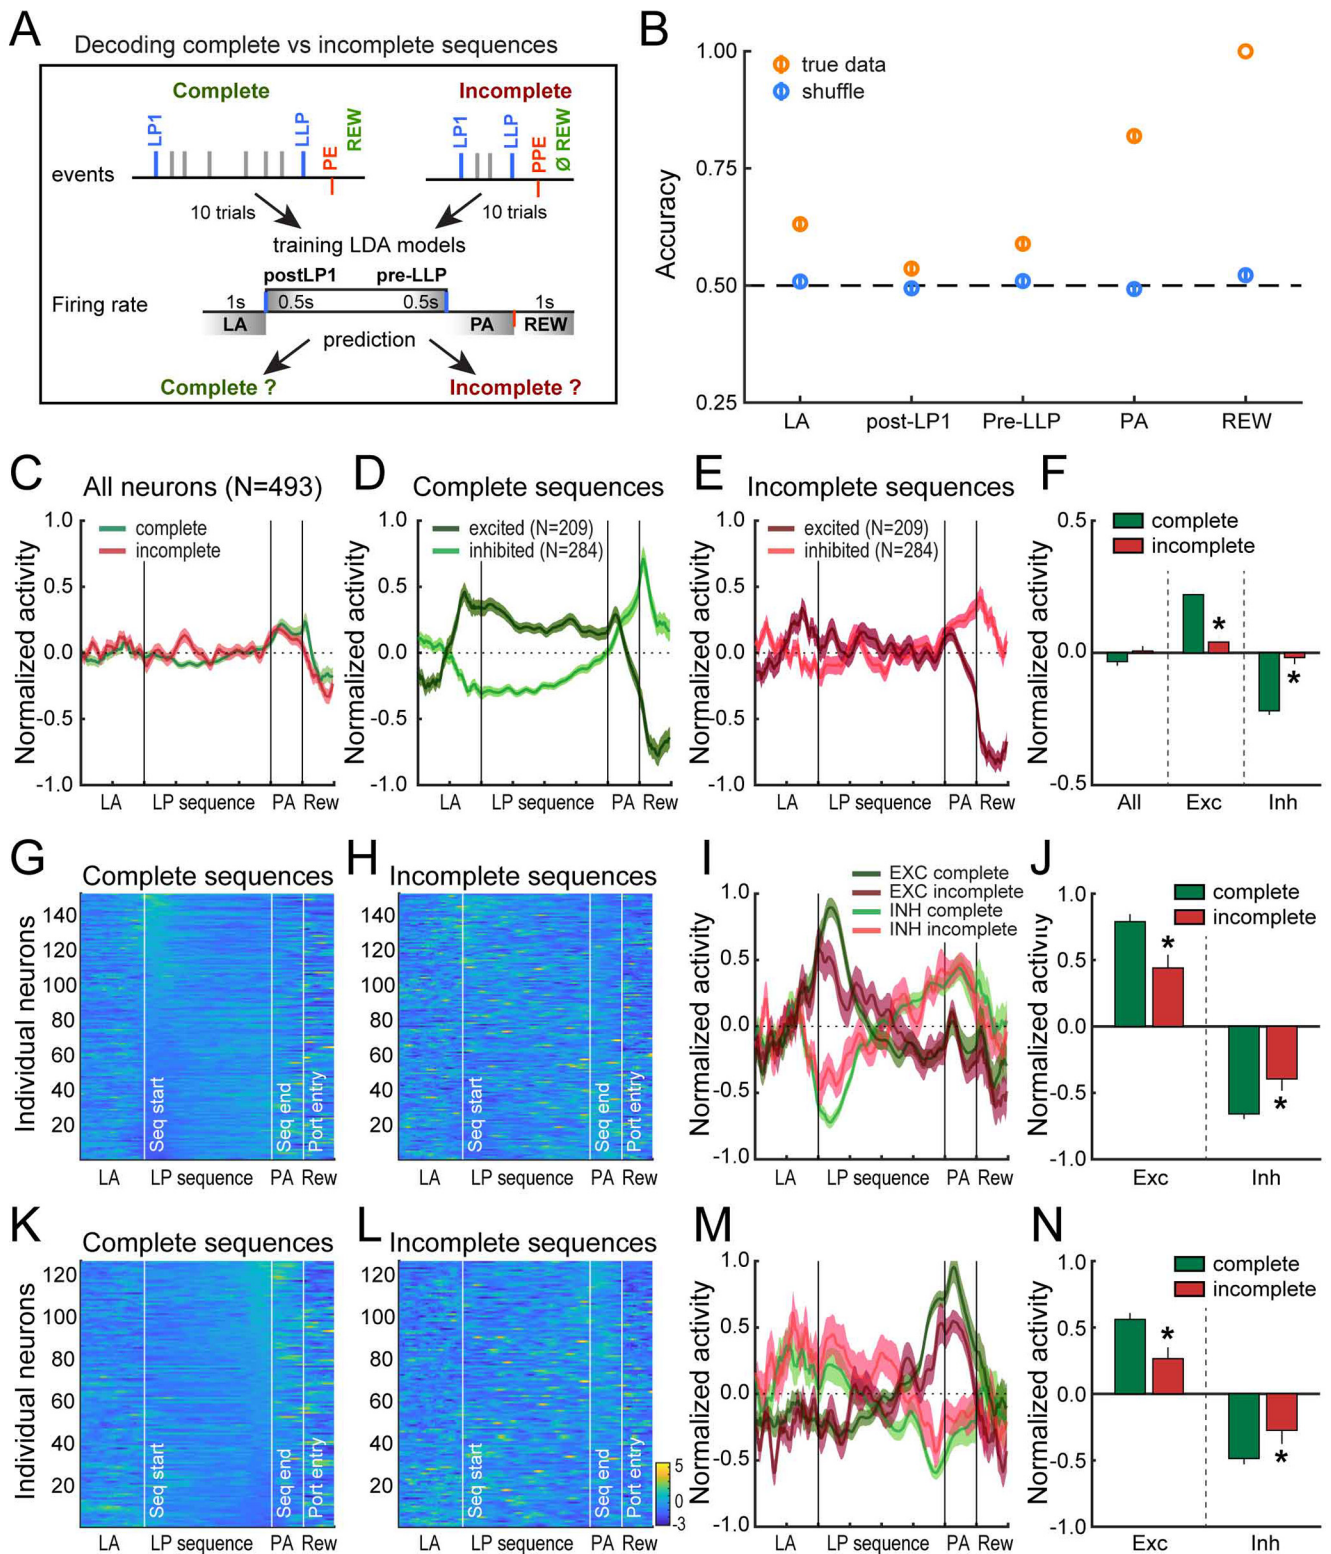 A
Decoding complete vs incomplete sequences
Complete
Incomplete
LP1
LLP
PE
REW
LP1
LLP
PPE
Ø REW
events
10 trials
10 trials
training LDA models
postLP1
pre-LLP
Firing rate
1s
0.5s
0.5s
1s
LA
PA
REW
prediction
Complete ?
Incomplete ?
B
Accuracy
1.00
0.75
0.50
0.25
true data
shuffle
LA
post-LP1
Pre-LLP
PA
REW
C
All neurons (N=493)
Normalized activity
1.0
0.5
0.0
-0.5
-1.0
complete
incomplete
LA
LP sequence
PA
Rew
D
Complete sequences
Normalized activity
1.0
0.5
0.0
-0.5
-1.0
excited (N=209)
inhibited (N=284)
LA
LP sequence
PA
Rew
E
Incomplete sequences
Normalized activity
1.0
0.5
0.0
-0.5
-1.0
excited (N=209)
inhibited (N=284)
LA
LP sequence
PA
Rew
F
Normalized activity
0.5
0.0
-0.5
complete
incomplete
*
*
All
Exc
Inh
G
Complete sequences
Individual neurons
140
120
100
80
60
40
20
Seq start
Seq end
Port entry
LA
LP sequence
PA
Rew
H
Incomplete sequences
Seq start
Seq end
Port entry
LA
LP sequence
PA
Rew
I
Normalized activity
1.0
0.5
0.0
-0.5
-1.0
EXC complete
EXC incomplete
INH complete
INH incomplete
LA
LP sequence
PA
Rew
J
Normalized activity
1.0
0.5
0.0
-0.5
-1.0
complete
incomplete
*
*
Exc
Inh
K
Complete sequences
Individual neurons
120
100
80
60
40
20
Seq start
Seq end
Port entry
LA
LP sequence
PA
Rew
L
Incomplete sequences
Seq start
Seq end
Port entry
5
0
-3
LA
LP sequence
PA
Rew
M
Normalized activity
1.0
0.5
0.0
-0.5
-1.0
LA
LP sequence
PA
Rew
N
Normalized activity
1.0
0.5
0.0
-0.5
-1.0
complete
incomplete
*
*
Exc
Inh